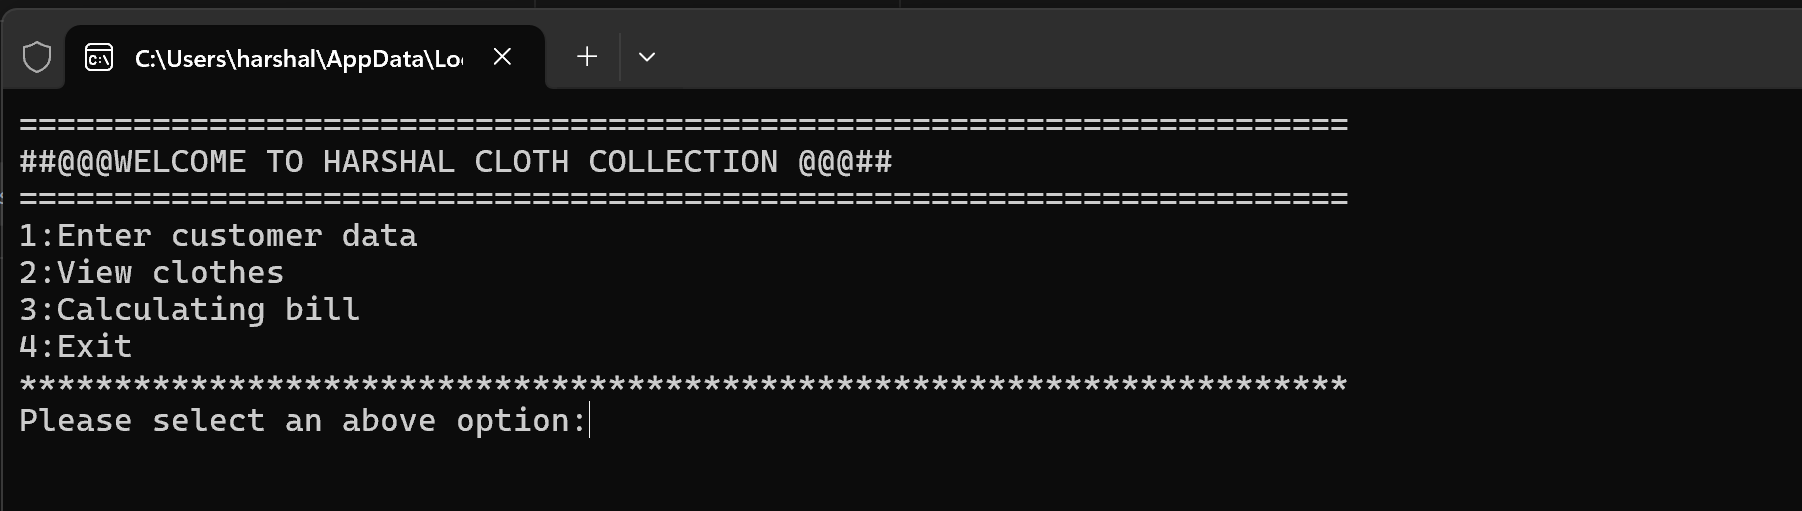 C:\Users\harshal\AppData\Loc
======================================================================
##@@@WELCOME TO HARSHAL CLOTH COLLECTION @@@##
======================================================================
1:Enter customer data
2:View clothes
3:Calculating bill
4:Exit
**********************************************************************
Please select an above option: